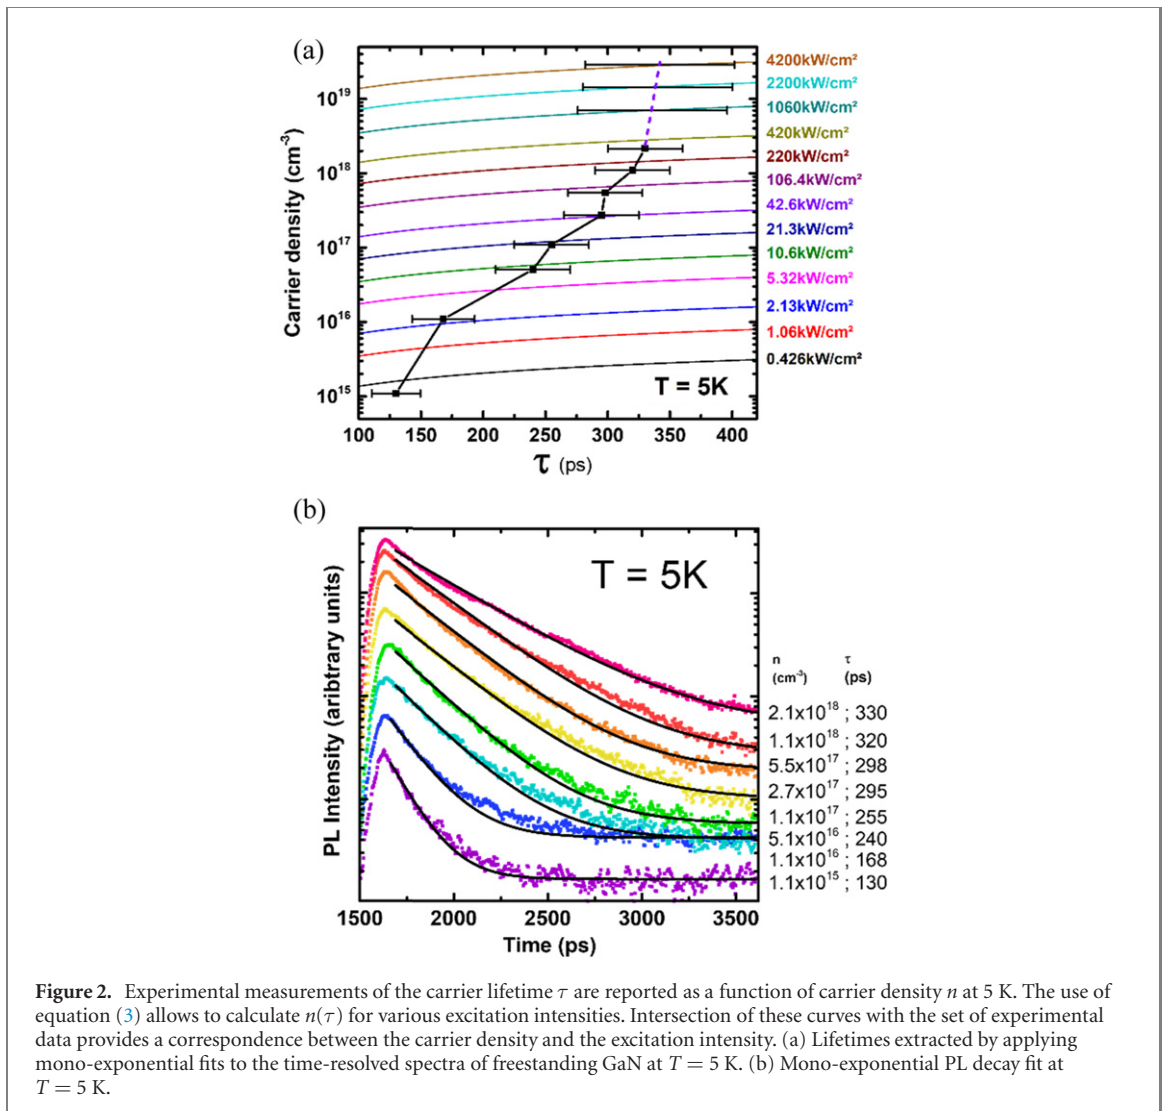 (a)
Carrier density (cm⁻³)
10¹⁹
10¹⁸
10¹⁷
10¹⁶
10¹⁵
4200kW/cm²
2200kW/cm²
1060kW/cm²
420kW/cm²
220kW/cm²
106.4kW/cm²
42.6kW/cm²
21.3kW/cm²
10.6kW/cm²
5.32kW/cm²
2.13kW/cm²
1.06kW/cm²
0.426kW/cm²
T = 5K
100 150 200 250 300 350 400
τ (ps)
(b)
PL Intensity (aribtrary units)
T = 5K
n τ
(cm⁻³) (ps)
2.1x10¹⁸ ; 330
1.1x10¹⁸ ; 320
5.5x10¹⁷ ; 298
2.7x10¹⁷ ; 295
1.1x10¹⁷ ; 255
5.1x10¹⁶ ; 240
1.1x10¹⁶ ; 168
1.1x10¹⁵ ; 130
1500 2000 2500 3000 3500
Time (ps)
Figure 2. Experimental measurements of the carrier lifetime τ are reported as a function of carrier density n at 5 K. The use of
equation (3) allows to calculate n(τ) for various excitation intensities. Intersection of these curves with the set of experimental
data provides a correspondence between the carrier density and the excitation intensity. (a) Lifetimes extracted by applying
mono-exponential fits to the time-resolved spectra of freestanding GaN at T = 5 K. (b) Mono-exponential PL decay fit at
T = 5 K.